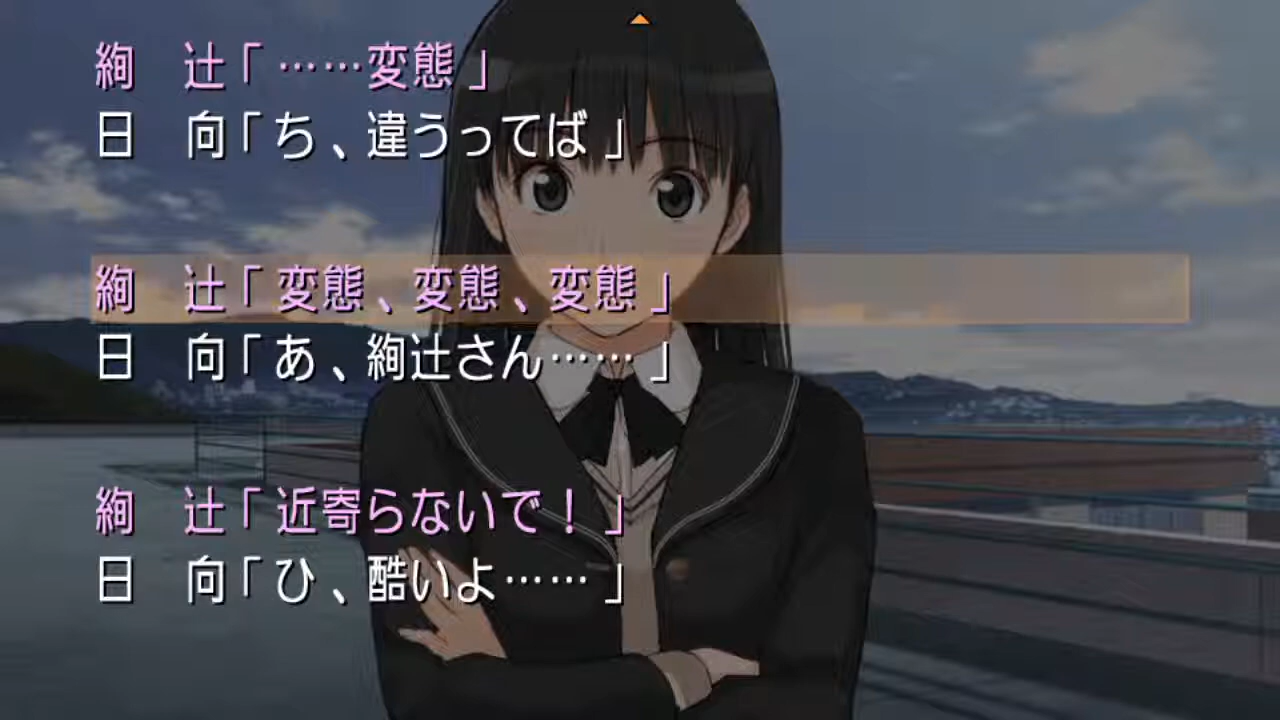 絢　辻「……変態」
日　向「ち、違うってば」
絢　辻「変態、変態、変態」
日　向「あ、絢辻さん……」
絢　辻「近寄らないで！」
日　向「ひ、酷いよ……」